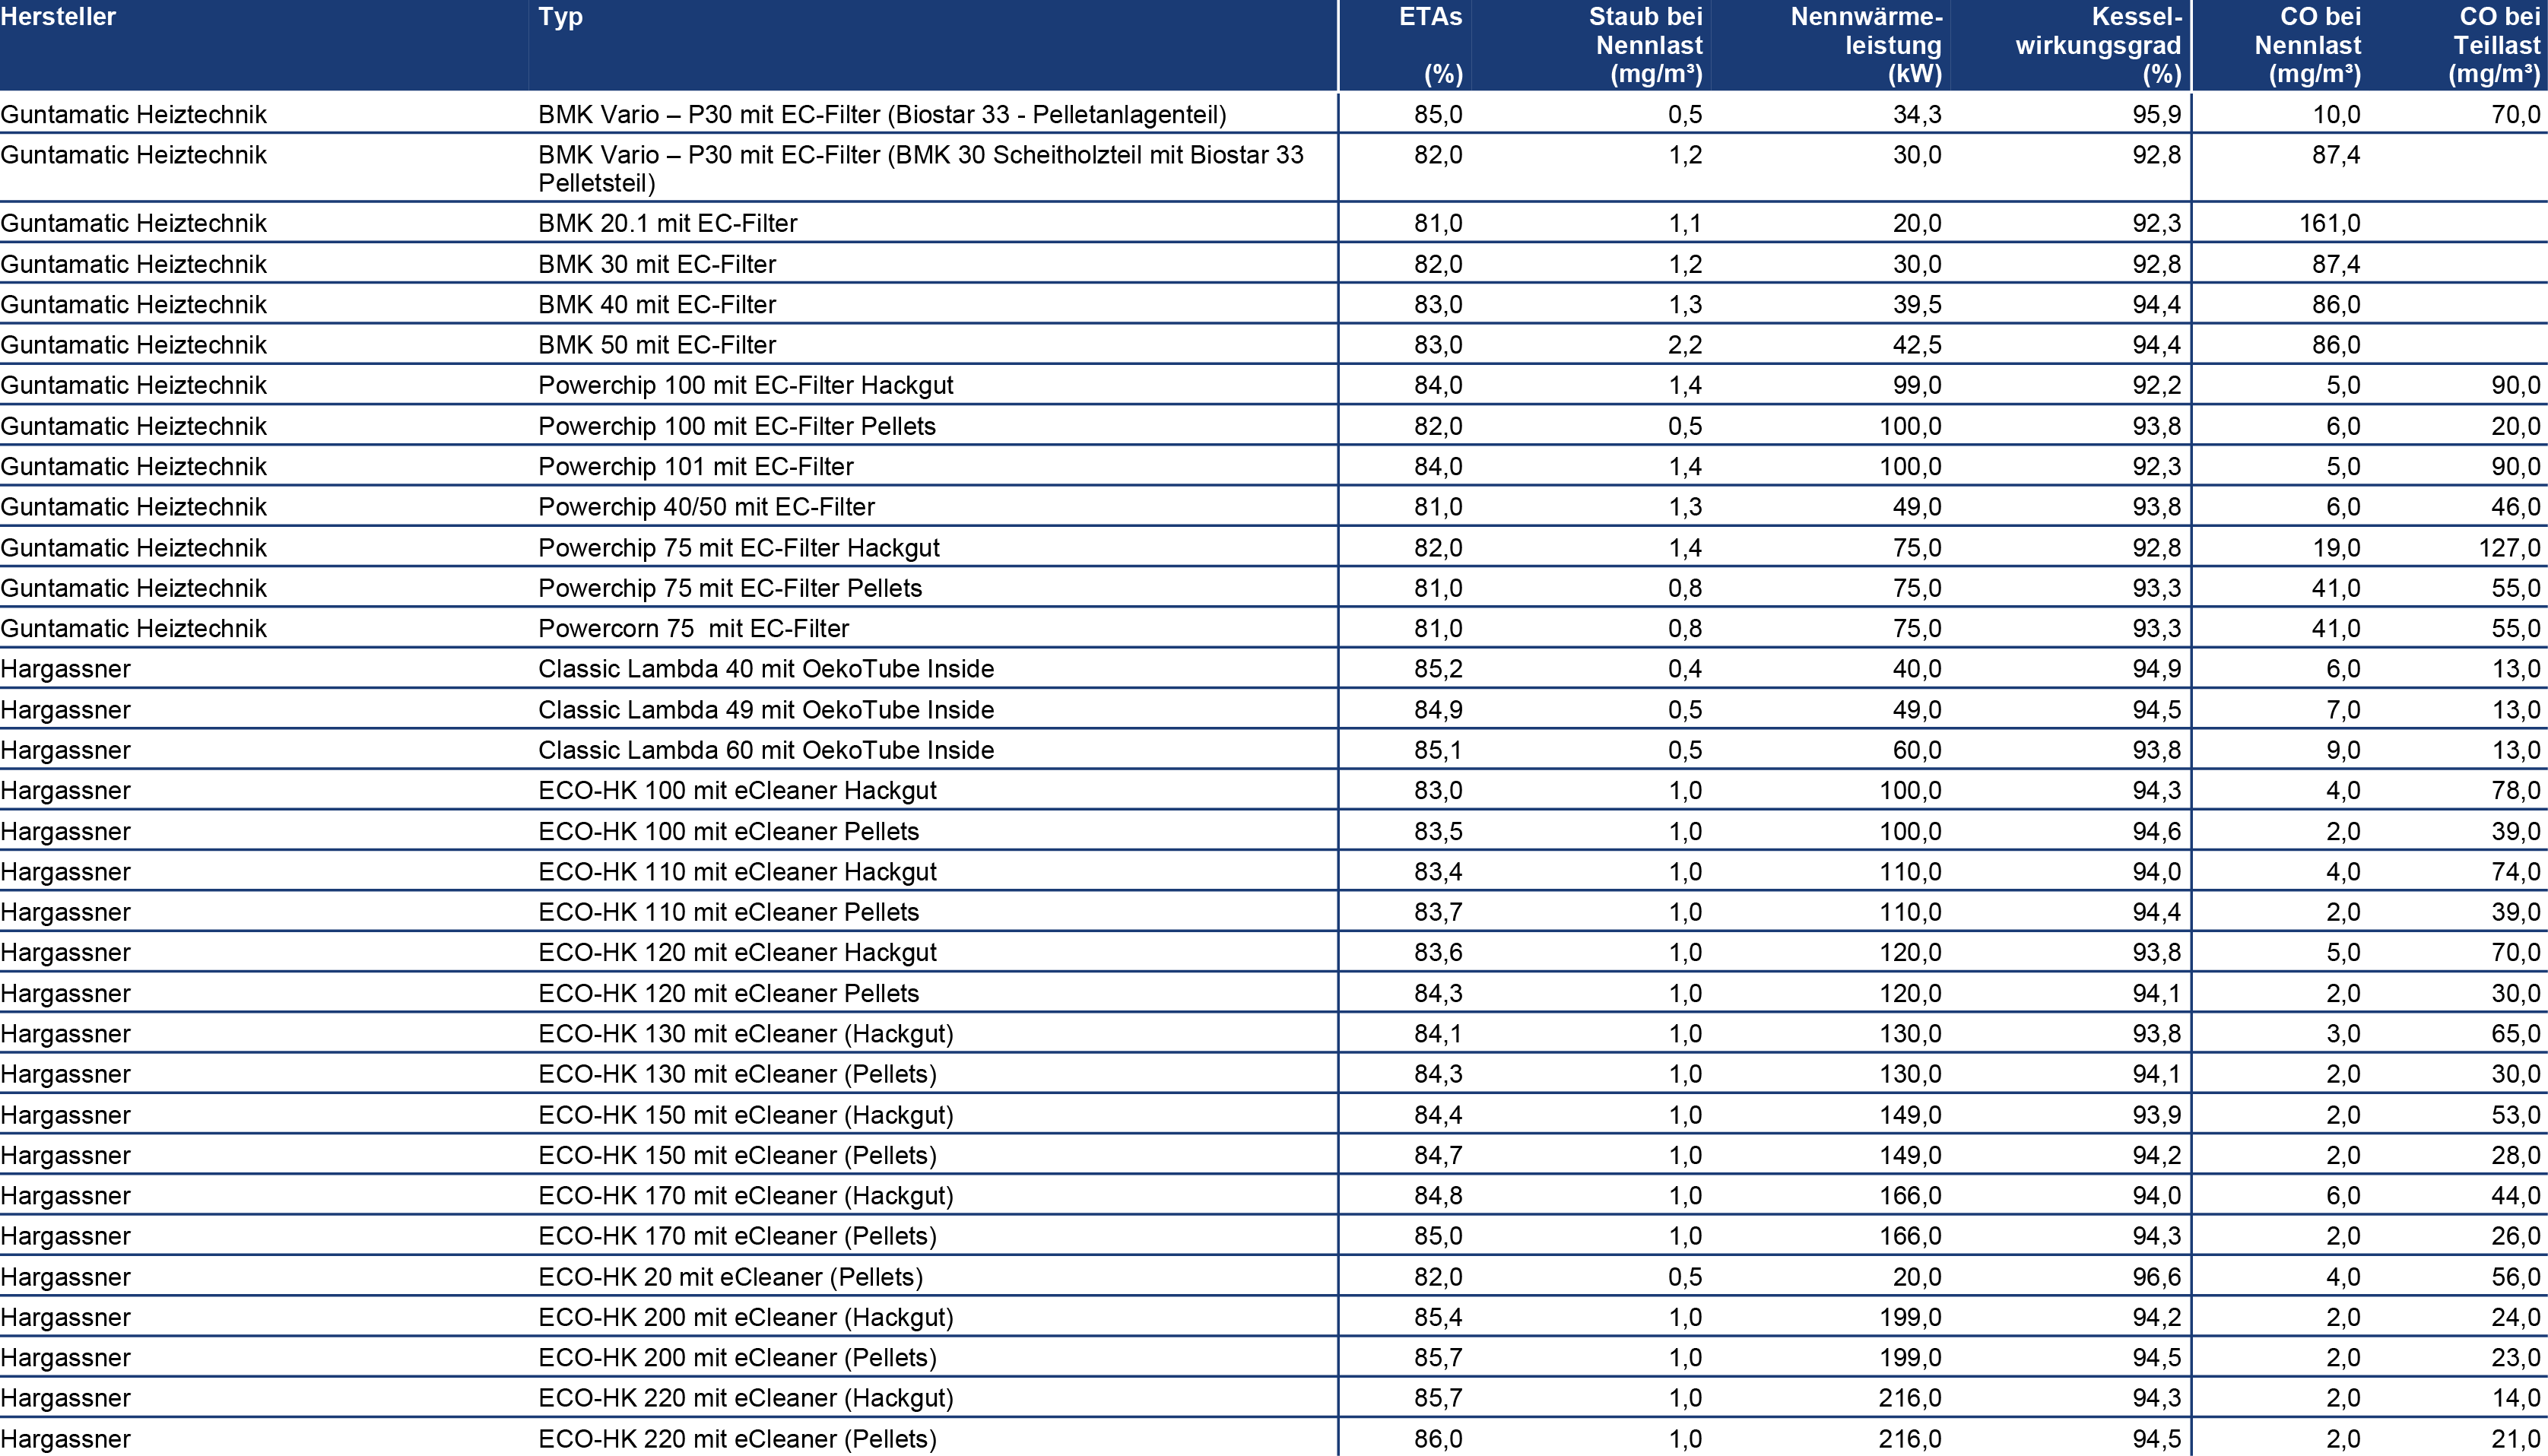 Hersteller Typ ETAs Staub bei Nennwärme- Kessel- CO bei CO bei
Nennlast leistung wirkungsgrad Nennlast Teillast
(%) (mg/m³) (kW) (%) (mg/m³) (mg/m³)
Guntamatic Heiztechnik BMK Vario – P30 mit EC-Filter (Biostar 33 - Pelletanlagenteil) 85,0 0,5 34,3 95,9 10,0 70,0
Guntamatic Heiztechnik BMK Vario – P30 mit EC-Filter (BMK 30 Scheitholzteil mit Biostar 33 82,0 1,2 30,0 92,8 87,4
Pelletsteil)
Guntamatic Heiztechnik BMK 20.1 mit EC-Filter 81,0 1,1 20,0 92,3 161,0
Guntamatic Heiztechnik BMK 30 mit EC-Filter 82,0 1,2 30,0 92,8 87,4
Guntamatic Heiztechnik BMK 40 mit EC-Filter 83,0 1,3 39,5 94,4 86,0
Guntamatic Heiztechnik BMK 50 mit EC-Filter 83,0 2,2 42,5 94,4 86,0
Guntamatic Heiztechnik Powerchip 100 mit EC-Filter Hackgut 84,0 1,4 99,0 92,2 5,0 90,0
Guntamatic Heiztechnik Powerchip 100 mit EC-Filter Pellets 82,0 0,5 100,0 93,8 6,0 20,0
Guntamatic Heiztechnik Powerchip 101 mit EC-Filter 84,0 1,4 100,0 92,3 5,0 90,0
Guntamatic Heiztechnik Powerchip 40/50 mit EC-Filter 81,0 1,3 49,0 93,8 6,0 46,0
Guntamatic Heiztechnik Powerchip 75 mit EC-Filter Hackgut 82,0 1,4 75,0 92,8 19,0 127,0
Guntamatic Heiztechnik Powerchip 75 mit EC-Filter Pellets 81,0 0,8 75,0 93,3 41,0 55,0
Guntamatic Heiztechnik Powercorn 75  mit EC-Filter 81,0 0,8 75,0 93,3 41,0 55,0
Hargassner Classic Lambda 40 mit OekoTube Inside 85,2 0,4 40,0 94,9 6,0 13,0
Hargassner Classic Lambda 49 mit OekoTube Inside 84,9 0,5 49,0 94,5 7,0 13,0
Hargassner Classic Lambda 60 mit OekoTube Inside 85,1 0,5 60,0 93,8 9,0 13,0
Hargassner ECO-HK 100 mit eCleaner Hackgut 83,0 1,0 100,0 94,3 4,0 78,0
Hargassner ECO-HK 100 mit eCleaner Pellets 83,5 1,0 100,0 94,6 2,0 39,0
Hargassner ECO-HK 110 mit eCleaner Hackgut 83,4 1,0 110,0 94,0 4,0 74,0
Hargassner ECO-HK 110 mit eCleaner Pellets 83,7 1,0 110,0 94,4 2,0 39,0
Hargassner ECO-HK 120 mit eCleaner Hackgut 83,6 1,0 120,0 93,8 5,0 70,0
Hargassner ECO-HK 120 mit eCleaner Pellets 84,3 1,0 120,0 94,1 2,0 30,0
Hargassner ECO-HK 130 mit eCleaner (Hackgut) 84,1 1,0 130,0 93,8 3,0 65,0
Hargassner ECO-HK 130 mit eCleaner (Pellets) 84,3 1,0 130,0 94,1 2,0 30,0
Hargassner ECO-HK 150 mit eCleaner (Hackgut) 84,4 1,0 149,0 93,9 2,0 53,0
Hargassner ECO-HK 150 mit eCleaner (Pellets) 84,7 1,0 149,0 94,2 2,0 28,0
Hargassner ECO-HK 170 mit eCleaner (Hackgut) 84,8 1,0 166,0 94,0 6,0 44,0
Hargassner ECO-HK 170 mit eCleaner (Pellets) 85,0 1,0 166,0 94,3 2,0 26,0
Hargassner ECO-HK 20 mit eCleaner (Pellets) 82,0 0,5 20,0 96,6 4,0 56,0
Hargassner ECO-HK 200 mit eCleaner (Hackgut) 85,4 1,0 199,0 94,2 2,0 24,0
Hargassner ECO-HK 200 mit eCleaner (Pellets) 85,7 1,0 199,0 94,5 2,0 23,0
Hargassner ECO-HK 220 mit eCleaner (Hackgut) 85,7 1,0 216,0 94,3 2,0 14,0
Hargassner ECO-HK 220 mit eCleaner (Pellets) 86,0 1,0 216,0 94,5 2,0 21,0